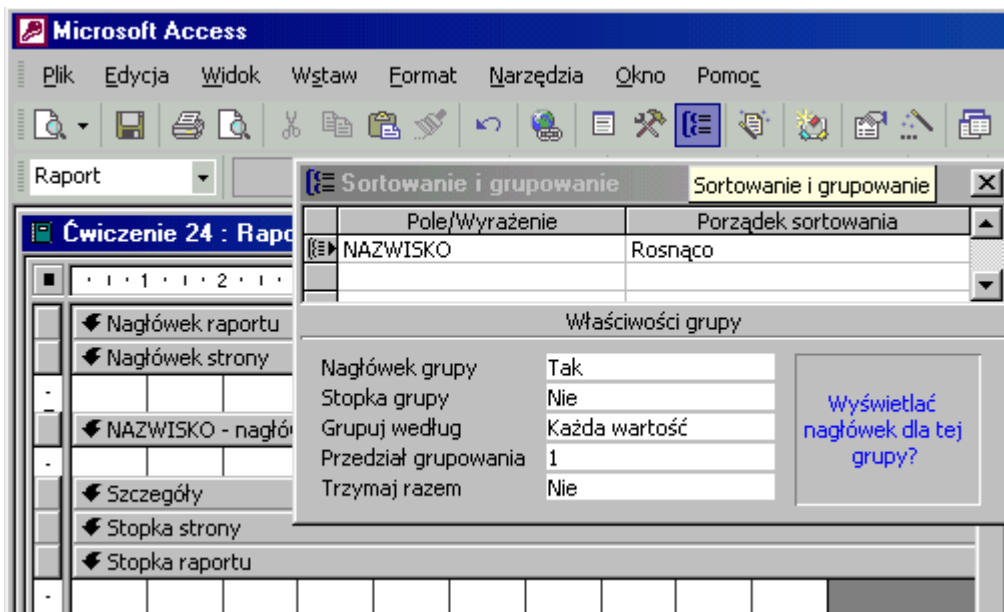 Microsoft Access
Plik Edycja Widok Wstaw Format Narzędzia Okno Pomoc
Raport
Sortowanie i grupowanie
Sortowanie i grupowanie
Pole/Wyrażenie Porządek sortowania
NAZWISKO Rosnąco
Ćwiczenie 24 : Rapo
1 2
Właściwości grupy
Nagłówek raportu
Nagłówek strony
NAZWISKO - nagłó
Szczegóły
Stopka strony
Stopka raportu
Nagłówek grupy Tak
Stopka grupy Nie
Grupuj według Każda wartość
Przedział grupowania 1
Trzymaj razem Nie
Wyświetlać
nagłówek dla tej
grupy?